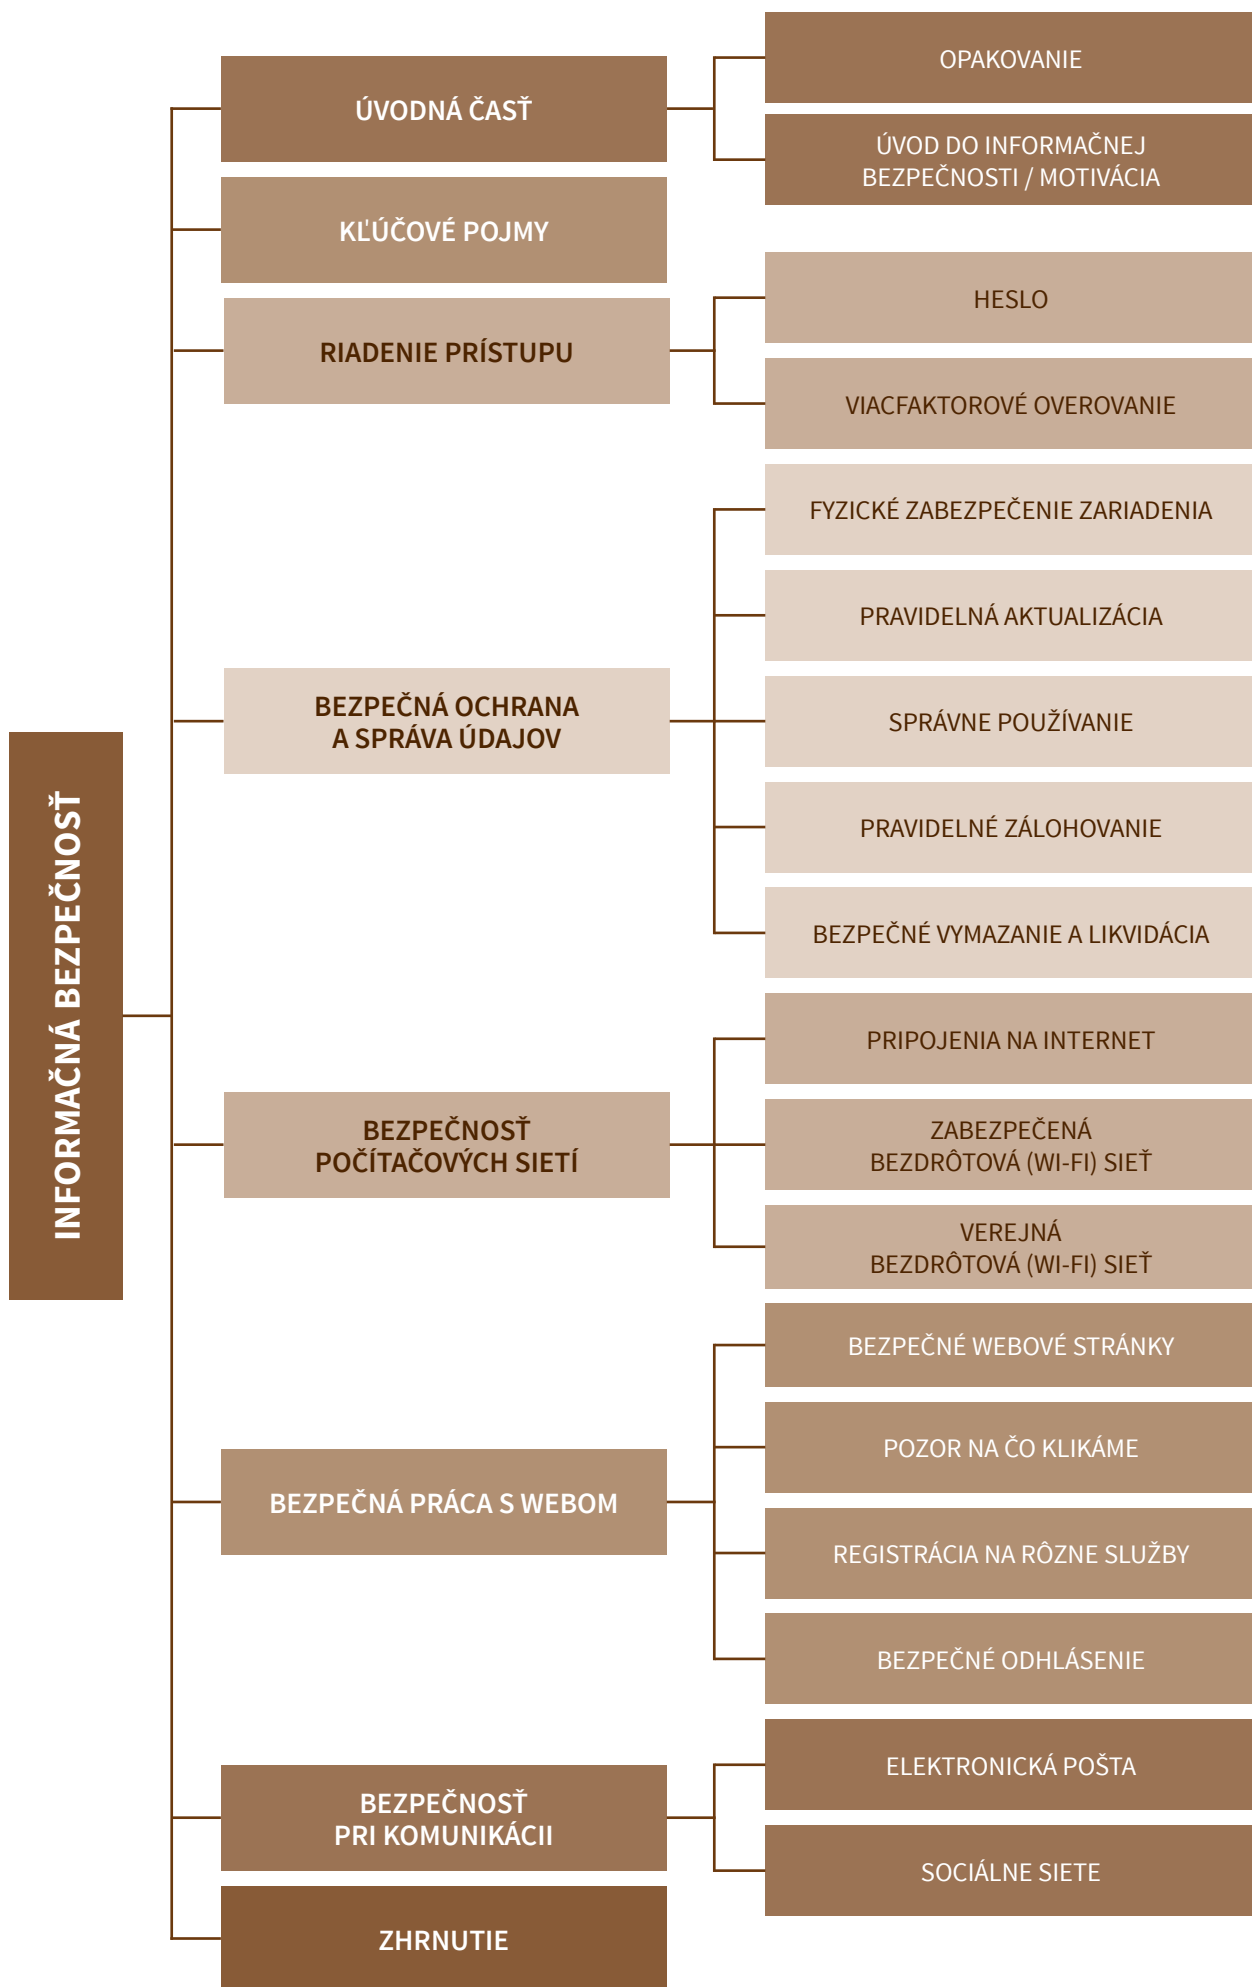 INFORMAČNÁ BEZPEČNOSŤ
ÚVODNÁ ČASŤ
OPAKOVANIE
ÚVOD DO INFORMAČNEJ
BEZPEČNOSTI / MOTIVÁCIA
KĽÚČOVÉ POJMY
RIADENIE PRÍSTUPU
HESLO
VIACFAKTOROVÉ OVEROVANIE
BEZPEČNÁ OCHRANA
A SPRÁVA ÚDAJOV
FYZICKÉ ZABEZPEČENIE ZARIADENIA
PRAVIDELNÁ AKTUALIZÁCIA
SPRÁVNE POUŽÍVANIE
PRAVIDELNÉ ZÁLOHOVANIE
BEZPEČNÉ VYMAZANIE A LIKVIDÁCIA
BEZPEČNOSŤ
POČÍTAČOVÝCH SIETÍ
PRIPOJENIA NA INTERNET
ZABEZPEČENÁ
BEZDRÔTOVÁ (WI-FI) SIEŤ
VEREJNÁ
BEZDRÔTOVÁ (WI-FI) SIEŤ
BEZPEČNÁ PRÁCA S WEBOM
BEZPEČNÉ WEBOVÉ STRÁNKY
POZOR NA ČO KLIKÁME
REGISTRÁCIA NA RÔZNE SLUŽBY
BEZPEČNÉ ODHLÁSENIE
BEZPEČNOSŤ
PRI KOMUNIKÁCII
ELEKTRONICKÁ POŠTA
SOCIÁLNE SIETE
ZHRNUTIE